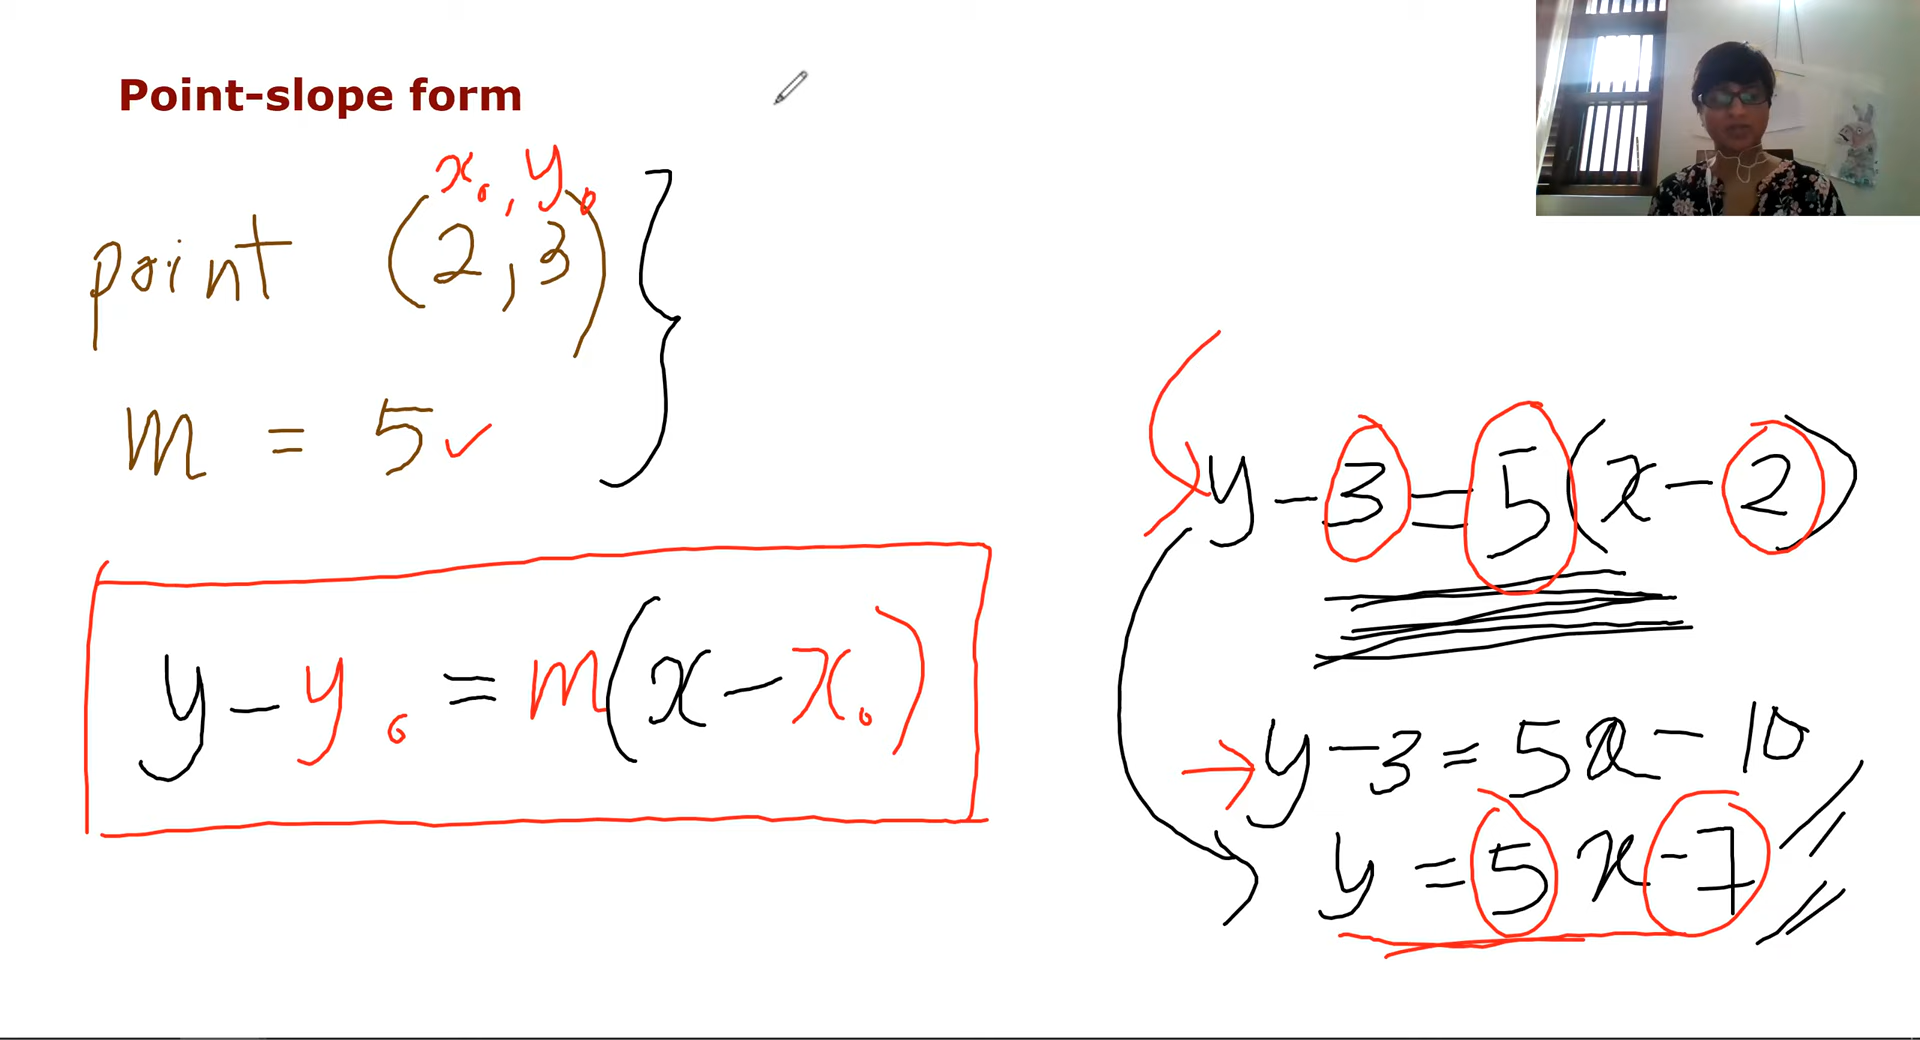 Point-slope form
x₀, y₀
point (2, 3)
m = 5 ✓
y - y₀ = m(x - x₀)
y - 3 = 5(x - 2)
y - 3 = 5x - 10
y = 5x - 7